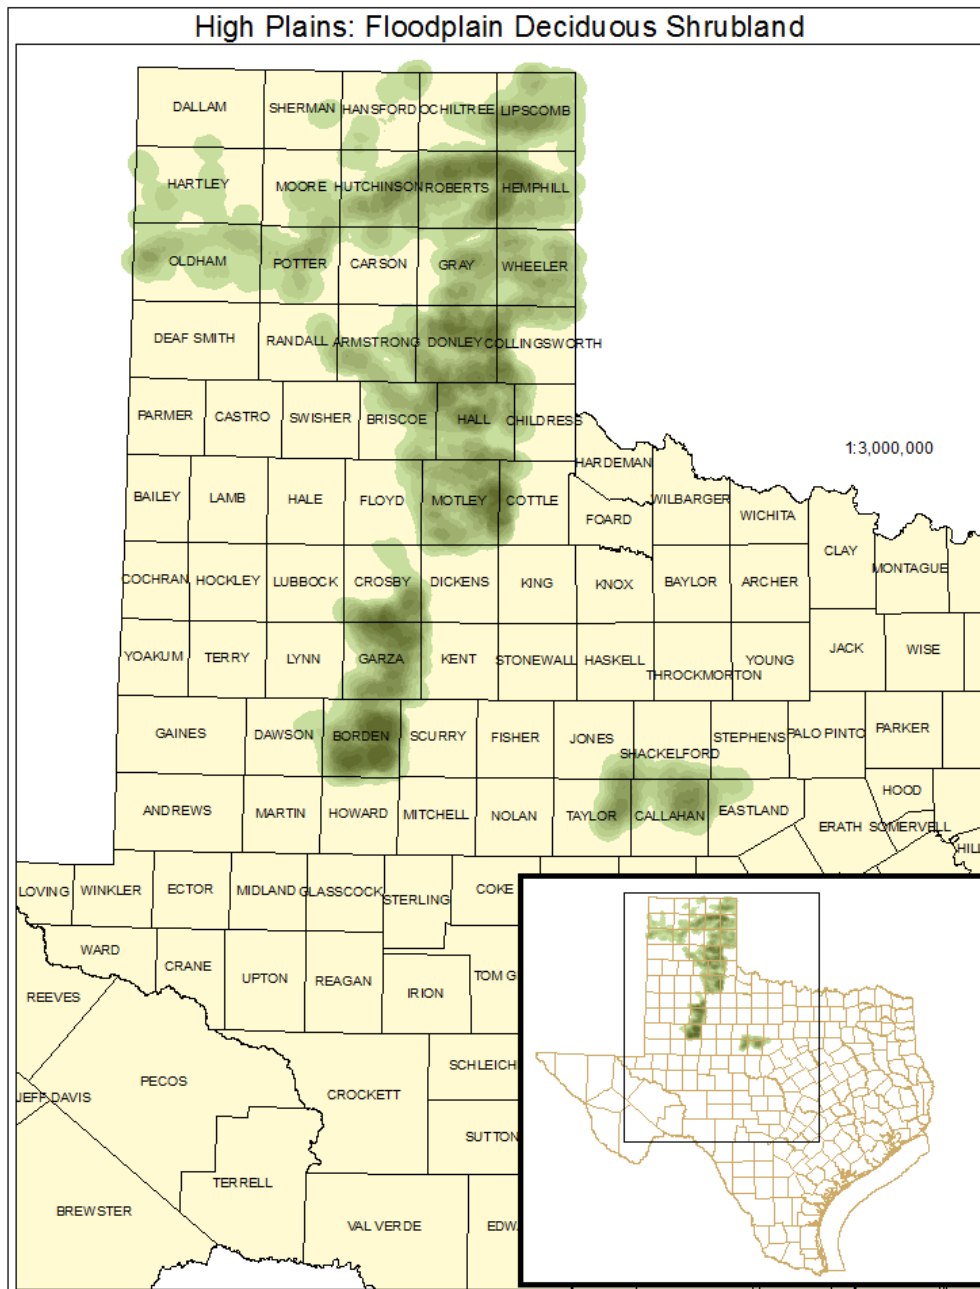 High Plains: Floodplain Deciduous Shrubland
DALLAM SHERMAN HANSFORD OCHILTREE LIPSCOMB
HARTLEY MOORE HUTCHINSON ROBERTS HEMPHILL
OLDHAM POTTER CARSON GRAY WHEELER
DEAF SMITH RANDALL ARMSTRONG DONLEY COLLINGSWORTH
PARMER CASTRO SWISHER BRISCOE HALL CHILDRESS
1:3,000,000
HARDEMAN
BAILEY LAMB HALE FLOYD MOTLEY COTTLE WILBARGER
FOARD WICHITA
CLAY
MONTAGUE
COCHRAN HOCKLEY LUBBOCK CROSBY DICKENS KING KNOX BAYLOR ARCHER
YOAKUM TERRY LYNN GARZA KENT STONEWALL HASKELL YOUNG JACK WISE
THROCKMORTON
GAINES DAWSON BORDEN SCURRY FISHER JONES STEPHENS PALO PINTO PARKER
SHACKELFORD
HOOD
ANDREWS MARTIN HOWARD MITCHELL NOLAN TAYLOR CALLAHAN EASTLAND
ERATH SOMERVELL
HILL
LOVING WINKLER ECTOR MIDLAND GLASSCOCK STERLING COKE
WARD
CRANE UPTON REAGAN IRION TOM G
REEVES
SCHLEICH
JEFF DAVIS PECOS CROCKETT
SUTTON
TERRELL
BREWSTER VAL VERDE EDW